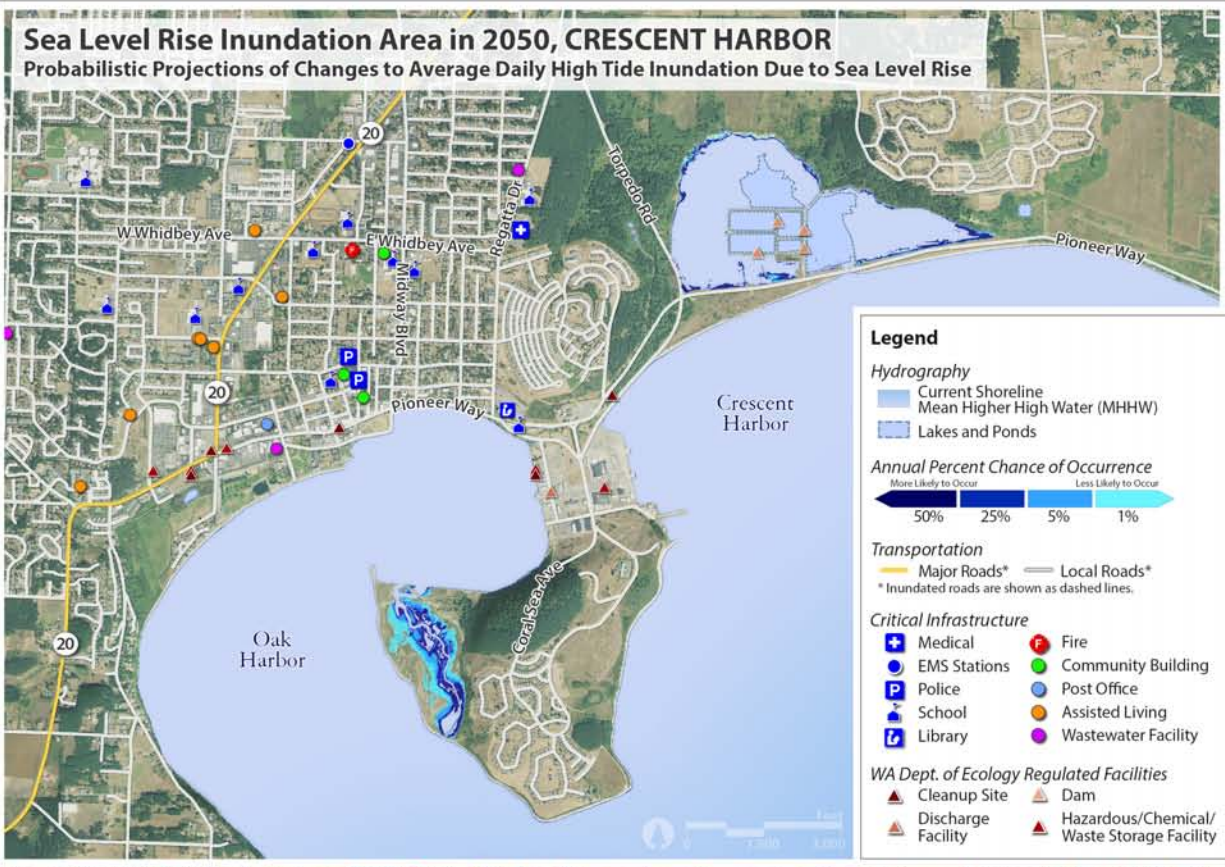 Sea Level Rise Inundation Area in 2050, CRESCENT HARBOR
Probabilistic Projections of Changes to Average Daily High Tide Inundation Due to Sea Level Rise
20
Torpedo Rd
Regatta Dr
W Whidbey Ave
E Whidbey Ave
Midway Blvd
F
Pioneer Way
P
P
20
Pioneer Way
Crescent
Harbor
Coral Sea Ave
Oak
Harbor
20
Legend
Hydrography
Current Shoreline
Mean Higher High Water (MHHW)
Lakes and Ponds
Annual Percent Chance of Occurrence
More Likely to Occur
Less Likely to Occur
50% 25% 5% 1%
Transportation
Major Roads* Local Roads*
* Inundated roads are shown as dashed lines.
Critical Infrastructure
Medical
F Fire
EMS Stations
Community Building
P Police
Post Office
School
Assisted Living
Library
Wastewater Facility
WA Dept. of Ecology Regulated Facilities
Cleanup Site
Dam
Discharge
Facility
Hazardous/Chemical/
Waste Storage Facility